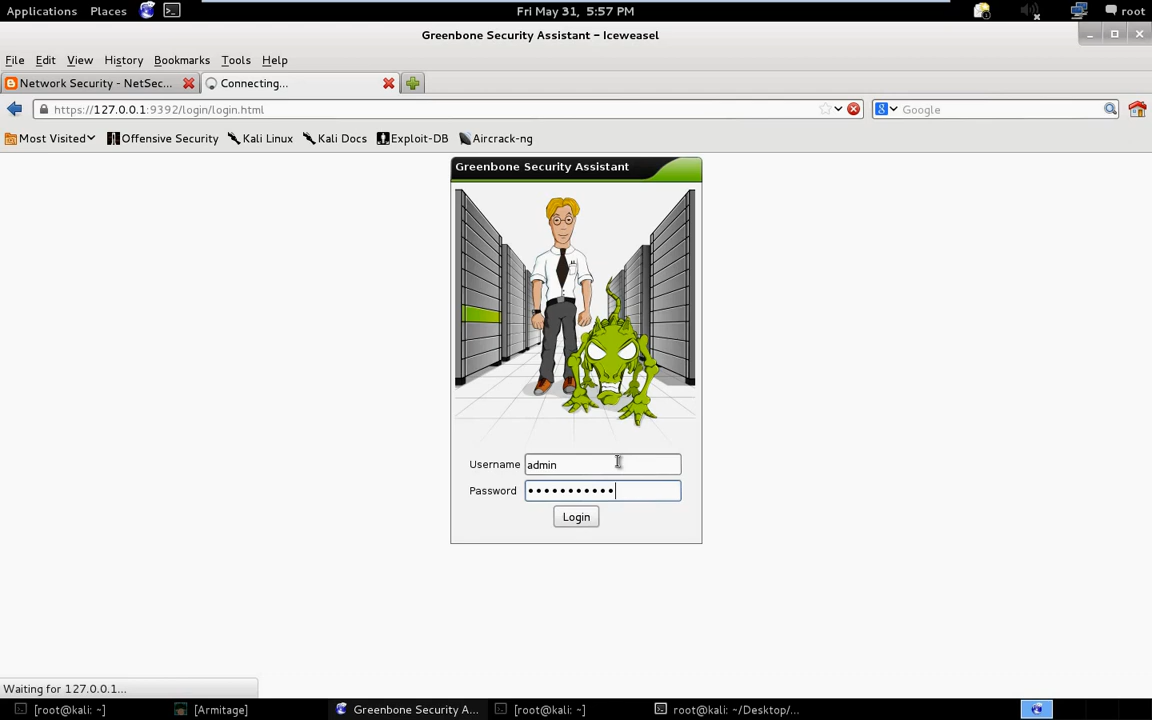 Applications Places Fri May 31, 5:57 PM root
Greenbone Security Assistant - Iceweasel
File Edit View History Bookmarks Tools Help
Network Security - NetSec... Connecting...
https://127.0.0.1:9392/login/login.html Google
Most Visited Offensive Security Kali Linux Kali Docs Exploit-DB Aircrack-ng
Greenbone Security Assistant
Username admin
Password •••••••••••
Login
Waiting for 127.0.0.1...
[root@kali: ~] [Armitage] Greenbone Security A... [root@kali: ~] root@kali: ~/Desktop/...